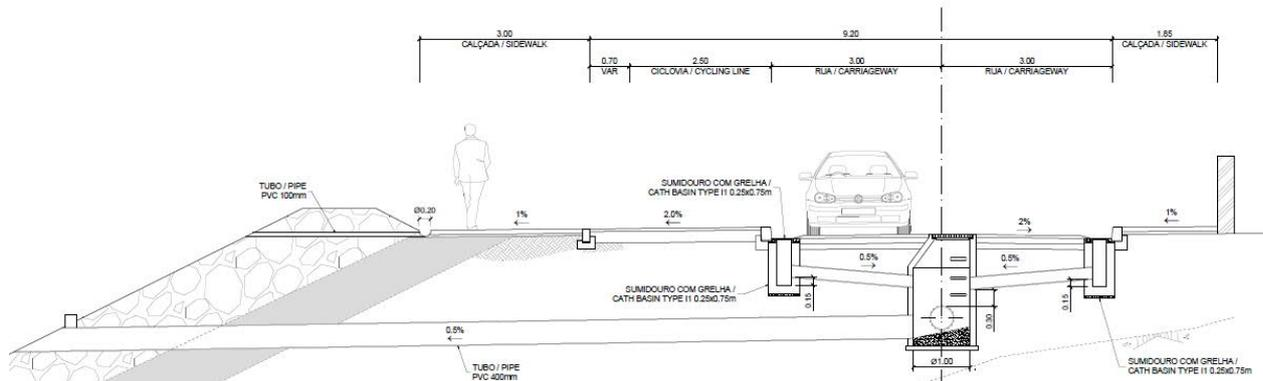 3.00
CALÇADA / SIDEWALK
9.20
1.85
CALÇADA / SIDEWALK
0.70
VAR
2.50
CICLOVIA / CYCLING LINE
3.00
RUA / CARRIAGEWAY
3.00
RUA / CARRIAGEWAY
TUBO / PIPE
PVC 100mm
Ø0.20
1%
2.0%
SUMIDOURO COM GRELHA /
CATH BASIN TYPE I1 0.25x0.75m
2%
1%
0.5%
0.5%
SUMIDOURO COM GRELHA /
CATH BASIN TYPE I1 0.25x0.75m
0.15
0.30
0.15
0.5%
Ø1.00
TUBO / PIPE
PVC 400mm
SUMIDOURO COM GRELHA /
CATH BASIN TYPE I1 0.25x0.75m